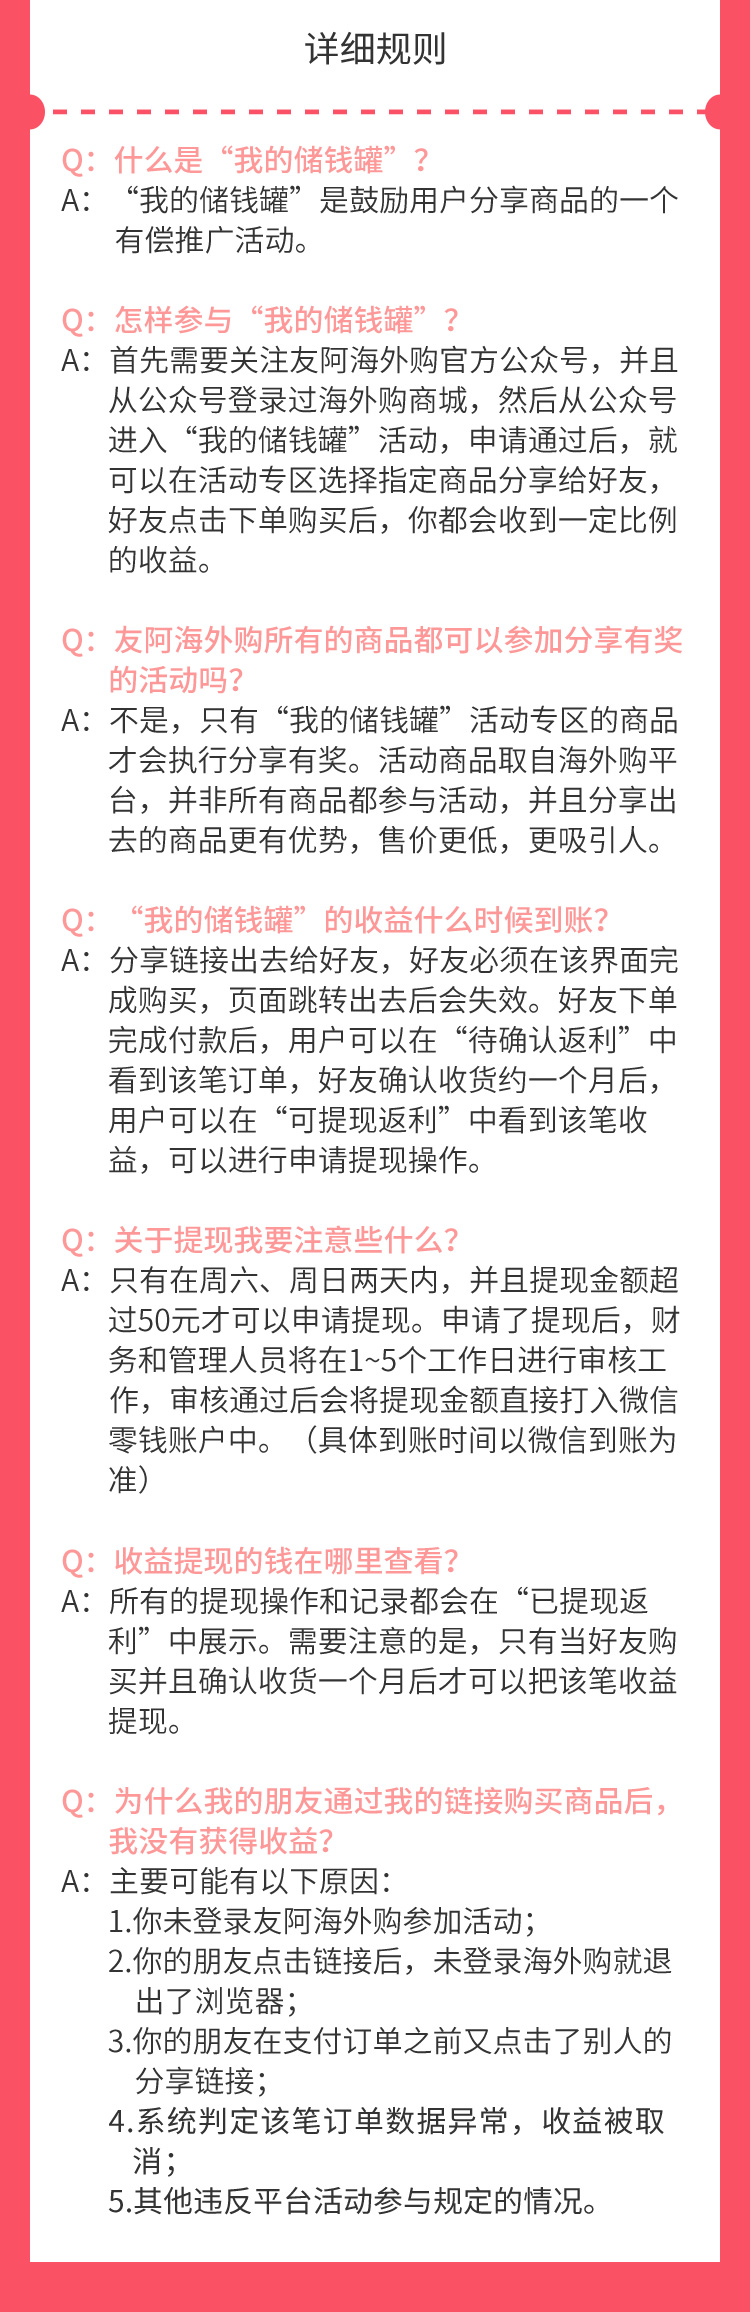 详细规则
Q：什么是“我的储钱罐”？
A：“我的储钱罐”是鼓励用户分享商品的一个
有偿推广活动。
Q：怎样参与“我的储钱罐”？
A：首先需要关注友阿海外购官方公众号，并且
从公众号登录过海外购商城，然后从公众号
进入“我的储钱罐”活动，申请通过后，就
可以在活动专区选择指定商品分享给好友，
好友点击下单购买后，你都会收到一定比例
的收益。
Q：友阿海外购所有的商品都可以参加分享有奖
的活动吗？
A：不是，只有“我的储钱罐”活动专区的商品
才会执行分享有奖。活动商品取自海外购平
台，并非所有商品都参与活动，并且分享出
去的商品更有优势，售价更低，更吸引人。
Q：“我的储钱罐”的收益什么时候到账？
A：分享链接出去给好友，好友必须在该界面完
成购买，页面跳转出去后会失效。好友下单
完成付款后，用户可以在“待确认返利”中
看到该笔订单，好友确认收货约一个月后，
用户可以在“可提现返利”中看到该笔收
益，可以进行申请提现操作。
Q：关于提现我要注意些什么？
A：只有在周六、周日两天内，并且提现金额超
过50元才可以申请提现。申请了提现后，财
务和管理人员将在1~5个工作日进行审核工
作，审核通过后会将提现金额直接打入微信
零钱账户中。（具体到账时间以微信到账为
准）
Q：收益提现的钱在哪里查看？
A：所有的提现操作和记录都会在“已提现返
利”中展示。需要注意的是，只有当好友购
买并且确认收货一个月后才可以把该笔收益
提现。
Q：为什么我的朋友通过我的链接购买商品后，
我没有获得收益？
A：主要可能有以下原因：
1.你未登录友阿海外购参加活动；
2.你的朋友点击链接后，未登录海外购就退
出了浏览器；
3.你的朋友在支付订单之前又点击了别人的
分享链接；
4.系统判定该笔订单数据异常，收益被取
消；
5.其他违反平台活动参与规定的情况。